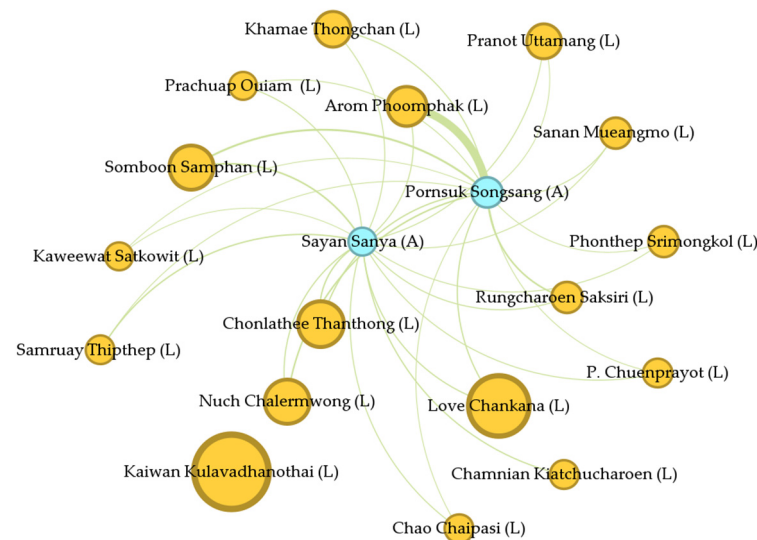 Khamae Thongchan (L)
Pranot Uttamang (L)
Prachuap Ouiam (L)
Arom Phoomphak (L)
Sanan Mueangmo (L)
Somboon Samphan (L)
Pornsuk Songsang (A)
Sayan Sanya (A)
Phonthep Srimongkol (L)
Kaweewat Satkowit (L)
Rungcharoen Saksiri (L)
Chonlathee Thanthong (L)
Samruay Thipthep (L)
P. Chuenprayot (L)
Nuch Chalermwong (L)
Love Chankana (L)
Kaiwan Kulavadhanothai (L)
Chamnian Kiatchucharoen (L)
Chao Chaipasi (L)